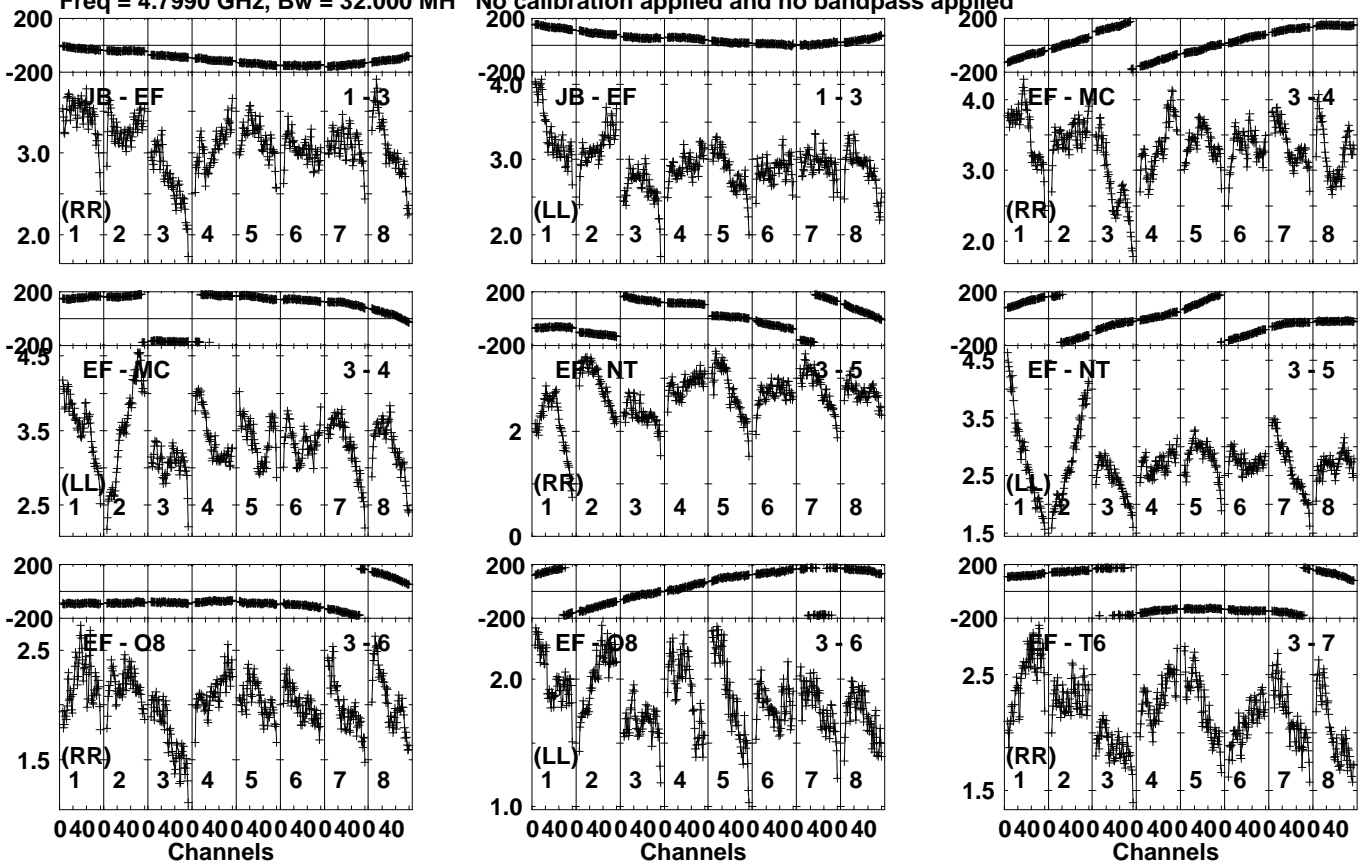 Freq = 4.7990 GHz, Bw = 32.000 MH No calibration applied and no bandpass applied
200
-200
JB - EF 1 - 3
3.0
2.0
(RR)
1 2 3 4 5 6 7 8
200
-200
4.0
JB - EF 1 - 3
3.0
2.0
(LL)
1 2 3 4 5 6 7 8
200
-200
EF - MC 3 - 4
4.0
3.0
2.0
(RR)
1 2 3 4 5 6 7 8
200
-200
4.5
EF - MC 3 - 4
3.5
2.5
(LL)
1 2 3 4 5 6 7 8
200
-200
EF - NT 3 - 5
2
0
(RR)
1 2 3 4 5 6 7 8
200
-200
4.5
EF - NT 3 - 5
3.5
2.5
1.5
(LL)
1 2 3 4 5 6 7 8
200
-200
EF - O8 3 - 6
2.5
1.5
(RR)
1 2 3 4 5 6 7 8
200
-200
EF - O8 3 - 6
2.0
1.0
(LL)
1 2 3 4 5 6 7 8
200
-200
EF - T6 3 - 7
2.5
1.5
(RR)
1 2 3 4 5 6 7 8
0 40 0 40 0 40 0 40 0 40 0 40 0 40 0 40
Channels
0 40 0 40 0 40 0 40 0 40 0 40 0 40 0 40
Channels
0 40 0 40 0 40 0 40 0 40 0 40 0 40 0 40
Channels